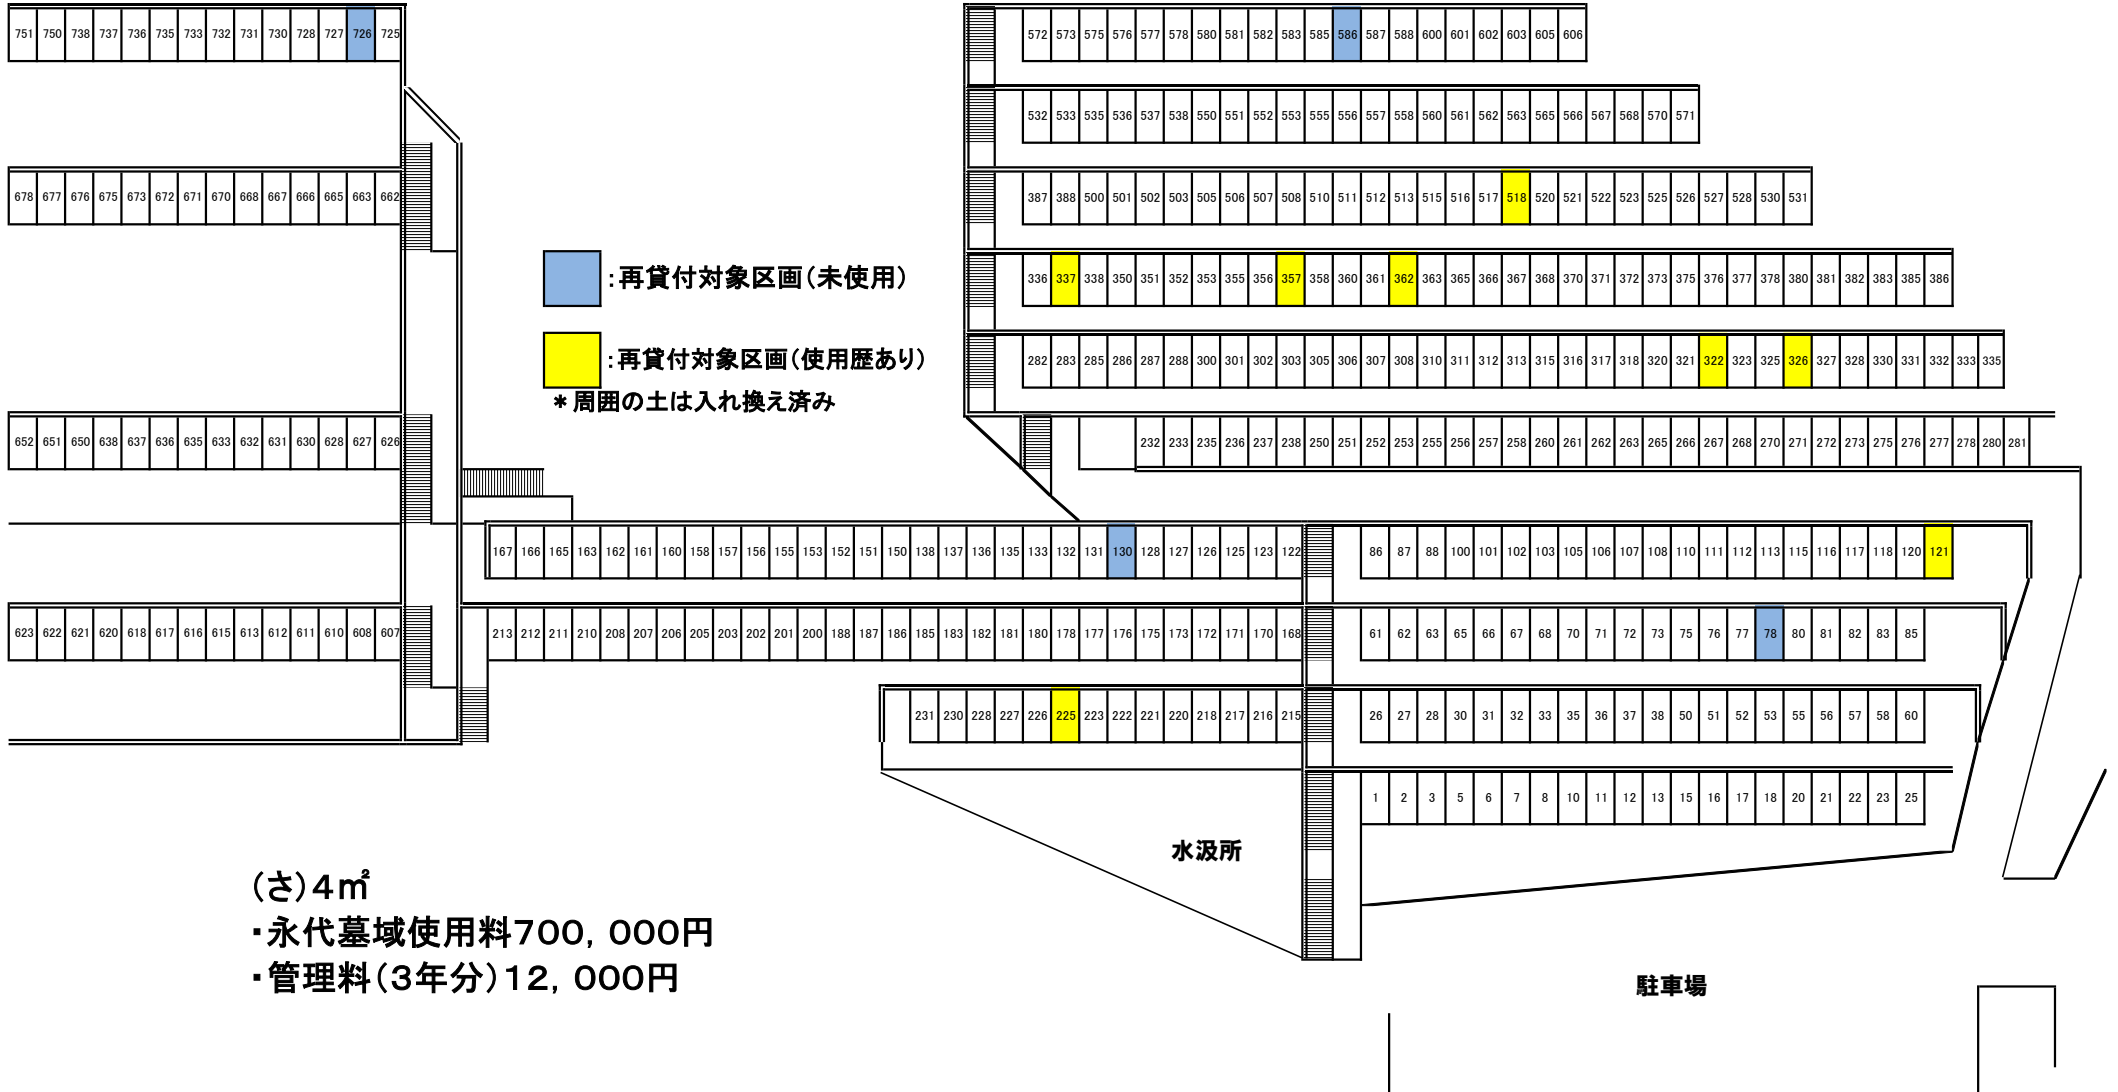 751 750 738 737 736 735 733 732 731 730 728 727 726 725
572 573 575 576 577 578 580 581 582 583 585 586 587 588 600 601 602 603 605 606
532 533 535 536 537 538 550 551 552 553 555 556 557 558 560 561 562 563 565 566 567 568 570 571
678 677 676 675 673 672 671 670 668 667 666 665 663 662
387 388 500 501 502 503 505 506 507 508 510 511 512 513 515 516 517 518 520 521 522 523 525 526 527 528 530 531
:再貸付対象区画(未使用)
336 337 338 350 351 352 353 355 356 357 358 360 361 362 363 365 366 367 368 370 371 372 373 375 376 377 378 380 381 382 383 385 386
:再貸付対象区画(使用歴あり)
282 283 285 286 287 288 300 301 302 303 305 306 307 308 310 311 312 313 315 316 317 318 320 321 322 323 325 326 327 328 330 331 332 333 335
*周囲の土は入れ換え済み
652 651 650 638 637 636 635 633 632 631 630 628 627 626
232 233 235 236 237 238 250 251 252 253 255 256 257 258 260 261 262 263 265 266 267 268 270 271 272 273 275 276 277 278 280 281
167 166 165 163 162 161 160 158 157 156 155 153 152 151 150 138 137 136 135 133 132 131 130 128 127 126 125 123 122
86 87 88 100 101 102 103 105 106 107 108 110 111 112 113 115 116 117 118 120 121
623 622 621 620 618 617 616 615 613 612 611 610 608 607
213 212 211 210 208 207 206 205 203 202 201 200 188 187 186 185 183 182 181 180 178 177 176 175 173 172 171 170 168
61 62 63 65 66 67 68 70 71 72 73 75 76 77 78 80 81 82 83 85
231 230 228 227 226 225 223 222 221 220 218 217 216 215
26 27 28 30 31 32 33 35 36 37 38 50 51 52 53 55 56 57 58 60
1 2 3 5 6 7 8 10 11 12 13 15 16 17 18 20 21 22 23 25
水汲所
(さ)4㎡
・永代墓域使用料700,000円
・管理料(3年分)12,000円
駐車場